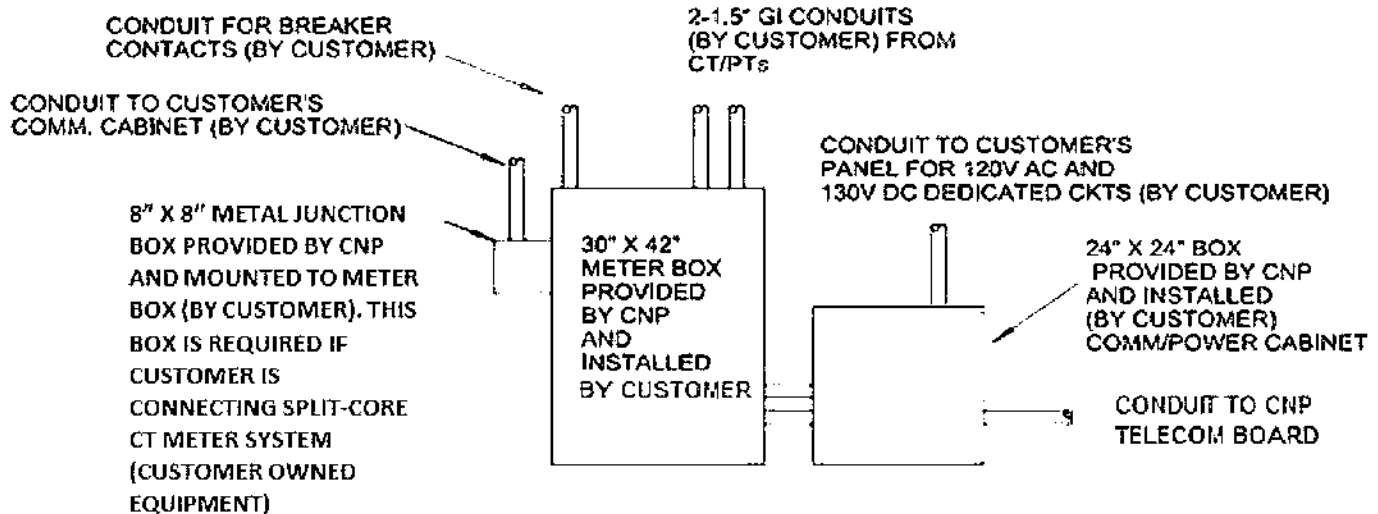 CONDUIT FOR BREAKER
CONTACTS (BY CUSTOMER)
2-1.5" GI CONDUITS
(BY CUSTOMER) FROM
CT/PTs
CONDUIT TO CUSTOMER'S
COMM. CABINET (BY CUSTOMER)
CONDUIT TO CUSTOMER'S
PANEL FOR 120V AC AND
130V DC DEDICATED CKTS (BY CUSTOMER)
8" X 8" METAL JUNCTION
BOX PROVIDED BY CNP
AND MOUNTED TO METER
BOX (BY CUSTOMER). THIS
BOX IS REQUIRED IF
CUSTOMER IS
CONNECTING SPLIT-CORE
CT METER SYSTEM
(CUSTOMER OWNED
EQUIPMENT)
30" X 42"
METER BOX
PROVIDED
BY CNP
AND
INSTALLED
BY CUSTOMER
24" X 24" BOX
PROVIDED BY CNP
AND INSTALLED
(BY CUSTOMER)
COMM/POWER CABINET
CONDUIT TO CNP
TELECOM BOARD